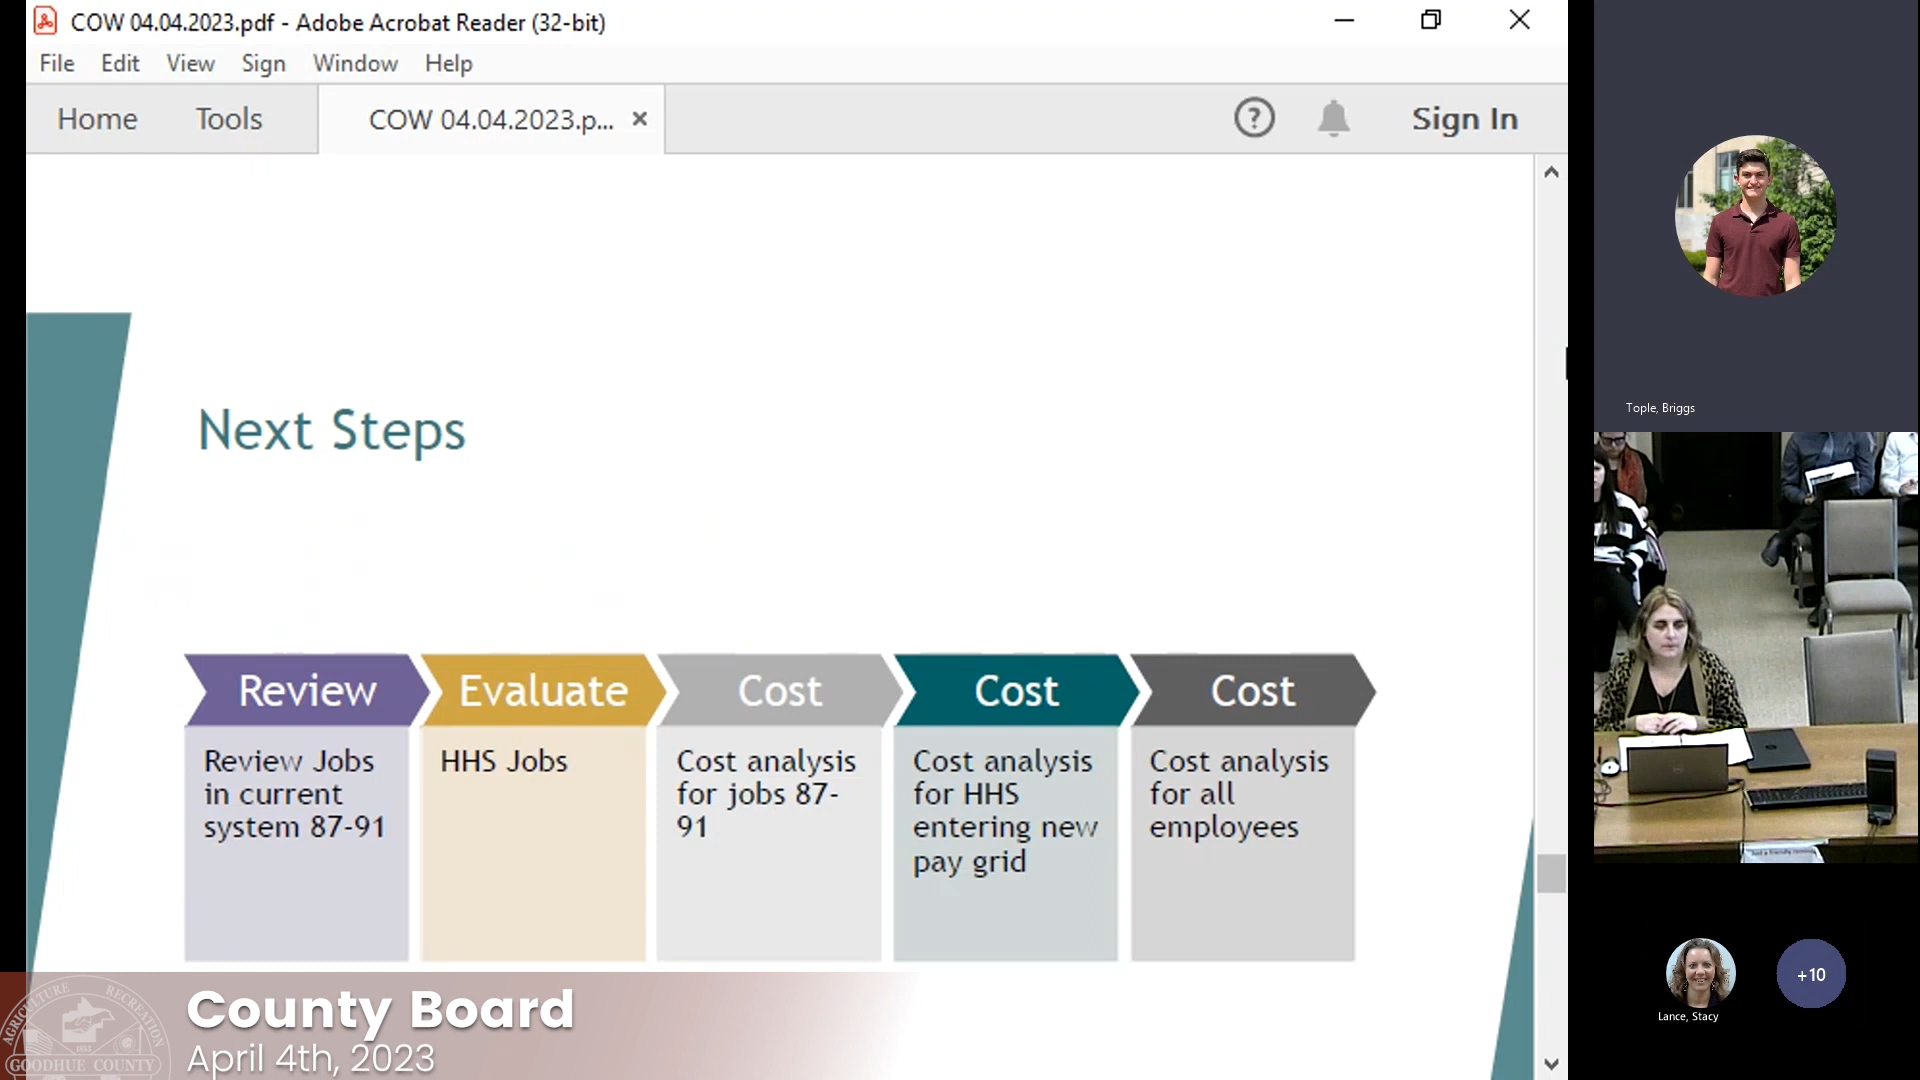 COW 04.04.2023.pdf - Adobe Acrobat Reader (32-bit)
File Edit View Sign Window Help
Home Tools COW 04.04.2023.p... Sign In
Next Steps
Review
Review Jobs
in current
system 87-91
Evaluate
HHS Jobs
Cost
Cost analysis
for jobs 87-
91
Cost
Cost analysis
for HHS
entering new
pay grid
Cost
Cost analysis
for all
employees
Tople, Briggs
Lance, Stacy
+10
AGRICULTURE RECREATION
GOODHUE COUNTY
County Board
April 4th, 2023